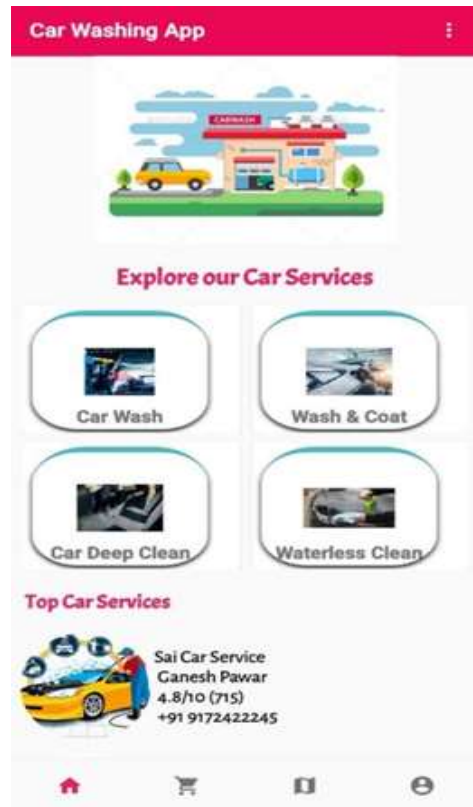 Car Washing App
CARWASH
Explore our Car Services
Car Wash
Wash & Coat
Car Deep Clean
Waterless Clean
Top Car Services
Sai Car Service
Ganesh Pawar
4.8/10 (715)
+91 9172422245